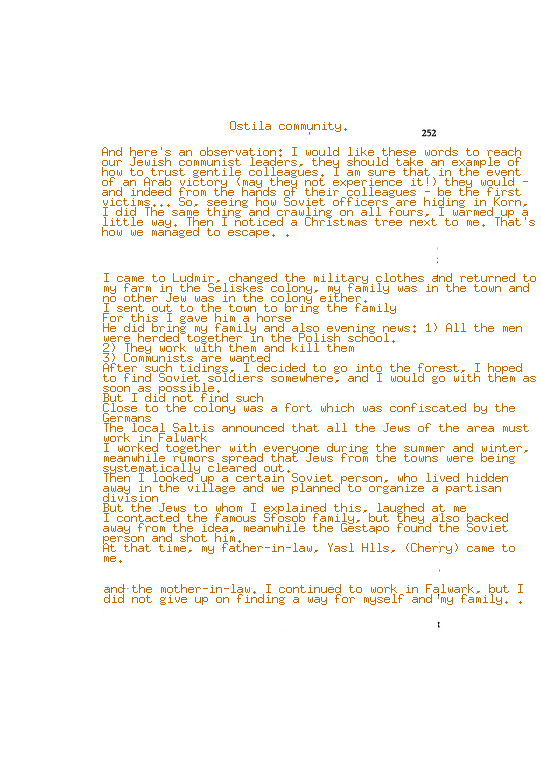 Ostila community.
252
And here's an observation: I would like these words to reach
our Jewish communist leaders, they should take an example of
how to trust gentile colleagues. I am sure that in the event
of an Arab victory (may they not experience it!) they would -
and indeed from the hands of their colleagues - be the first
victims... So, seeing how Soviet officers are hiding in Korn,
I did The same thing and crawling on all fours, I warmed up a
little way. Then I noticed a Christmas tree next to me. That's
how we managed to escape. .
I came to Ludmir, changed the military clothes and returned to
my farm in the Seliskes colony, my family was in the town and
no other Jew was in the colony either.
I sent out to the town to bring the family
For this I gave him a horse
He did bring my family and also evening news: 1) All the men
were herded together in the Polish school.
2) They work with them and kill them
3) Communists are wanted
After such tidings, I decided to go into the forest, I hoped
to find Soviet soldiers somewhere, and I would go with them as
soon as possible.
But I did not find such
Close to the colony was a fort which was confiscated by the
Germans
The local Saltis announced that all the Jews of the area must
work in Falwark
I worked together with everyone during the summer and winter,
meanwhile rumors spread that Jews from the towns were being
systematically cleared out.
Then I looked up a certain Soviet person, who lived hidden
away in the village and we planned to organize a partisan
division
But the Jews to whom I explained this, laughed at me
I contacted the famous Sfosob family, but they also backed
away from the idea, meanwhile the Gestapo found the Soviet
person and shot him.
At that time, my father-in-law, Yasl Hlls, (Cherry) came to
me.
and the mother-in-law. I continued to work in Falwark, but I
did not give up on finding a way for myself and my family. .